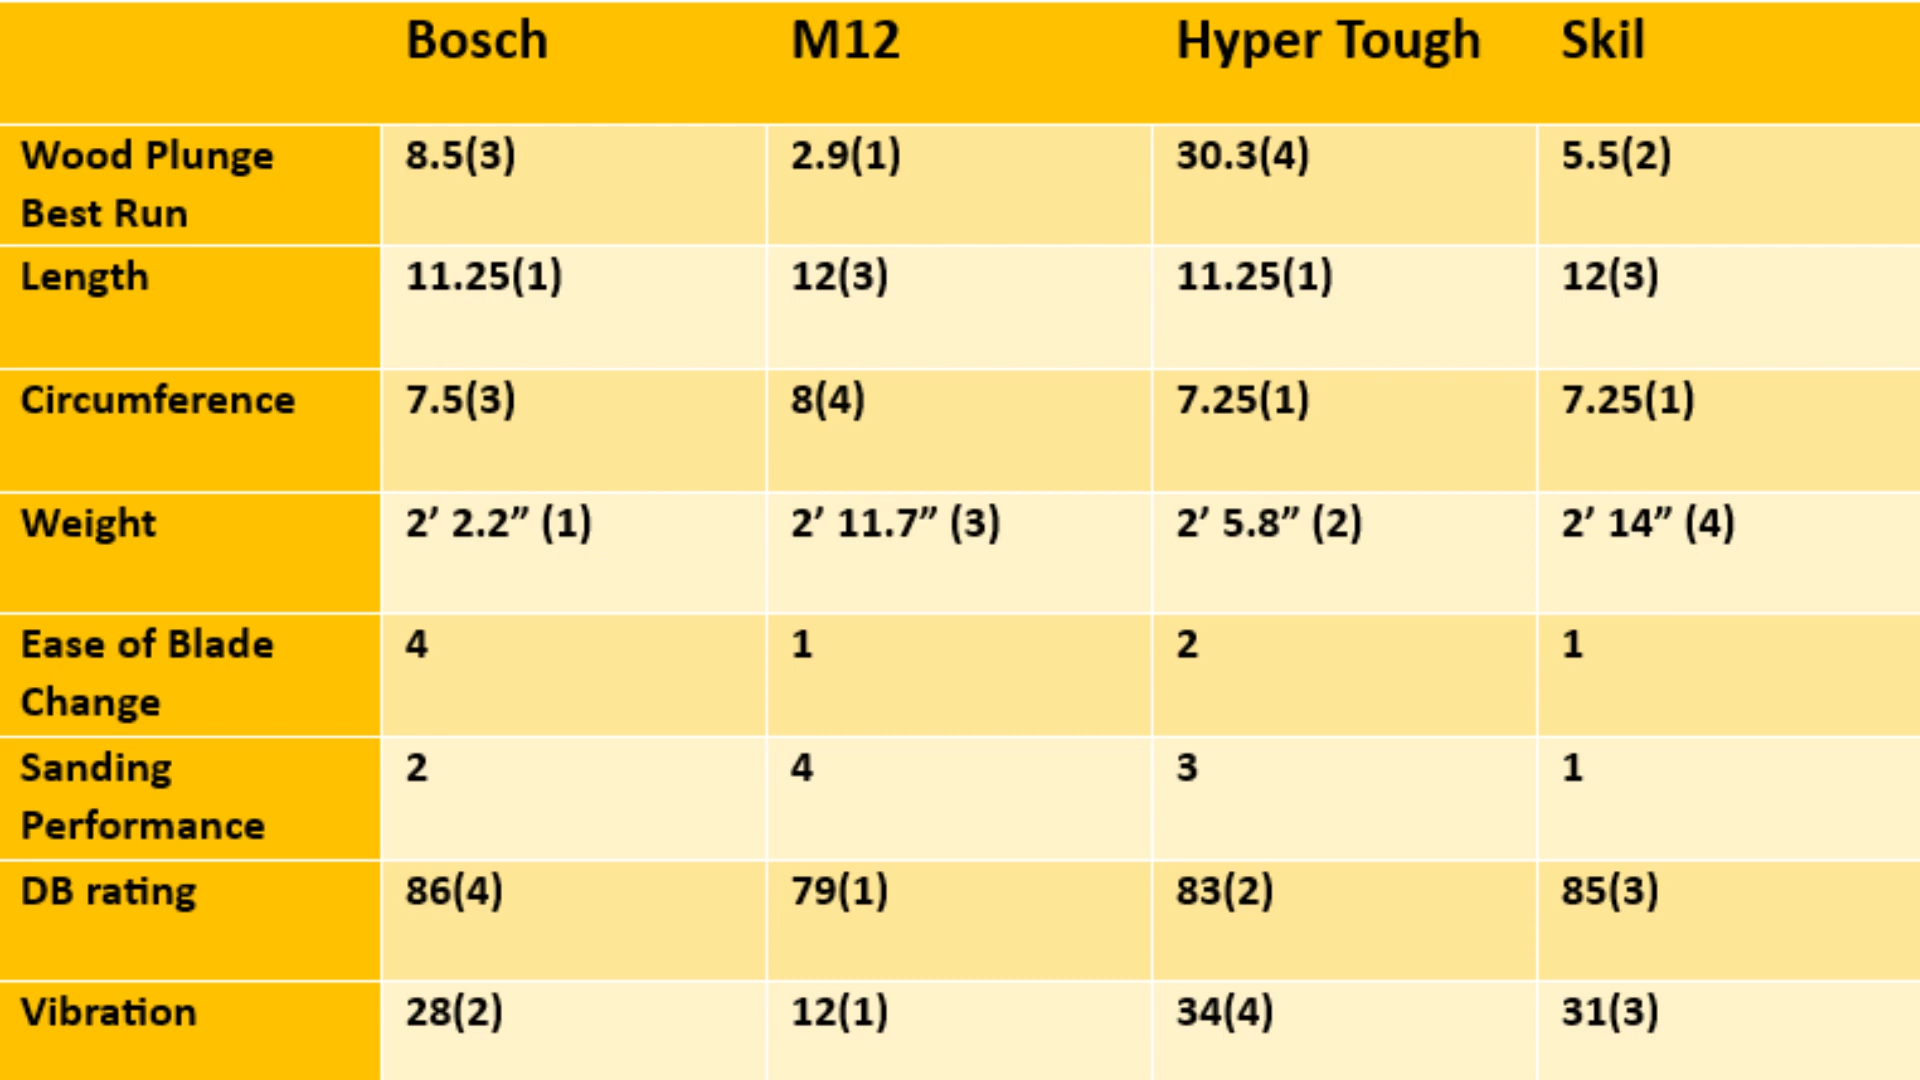 Bosch M12 Hyper Tough Skil
Wood Plunge 8.5(3) 2.9(1) 30.3(4) 5.5(2)
Best Run
Length 11.25(1) 12(3) 11.25(1) 12(3)
Circumference 7.5(3) 8(4) 7.25(1) 7.25(1)
Weight 2’ 2.2” (1) 2’ 11.7” (3) 2’ 5.8” (2) 2’ 14” (4)
Ease of Blade 4 1 2 1
Change
Sanding 2 4 3 1
Performance
DB rating 86(4) 79(1) 83(2) 85(3)
Vibration 28(2) 12(1) 34(4) 31(3)